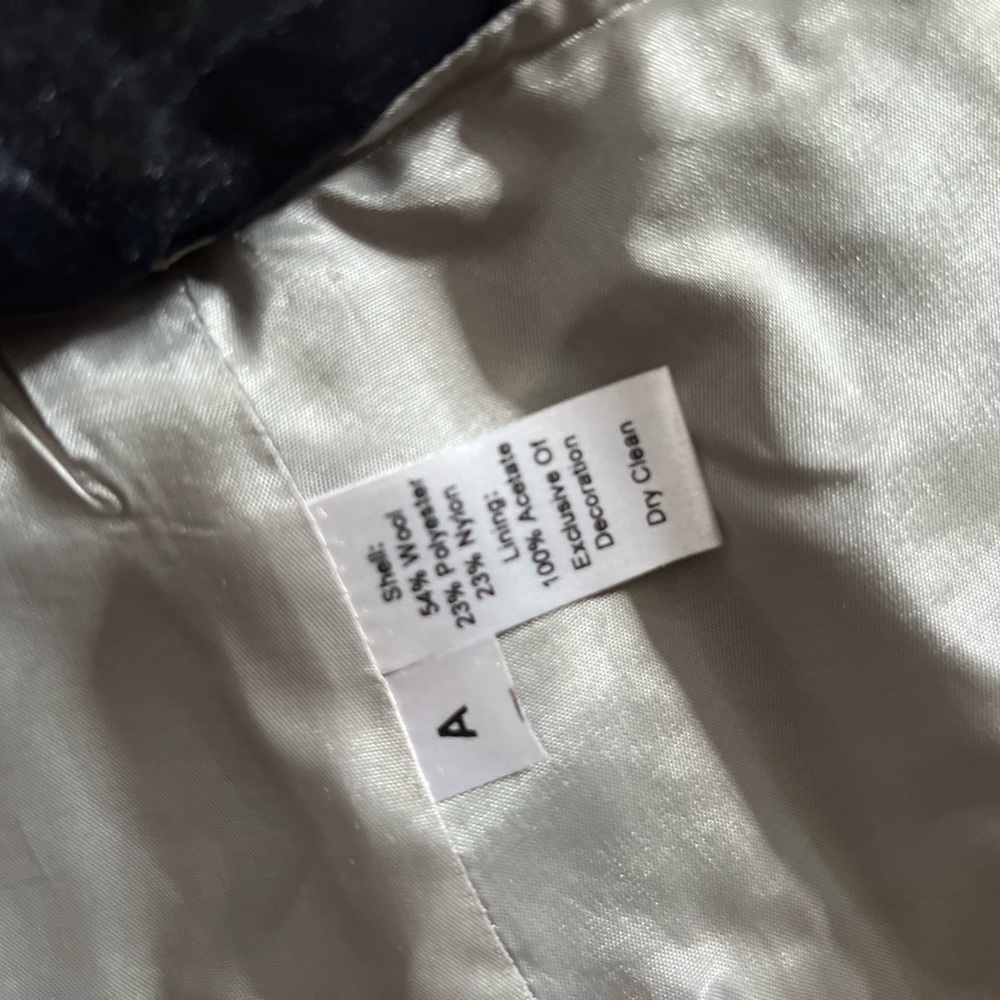 Shell:
54% Wool
23% Polyester
23% Nylon
Lining:
100% Acetate
Exclusive Of
Decoration
Dry Clean
A